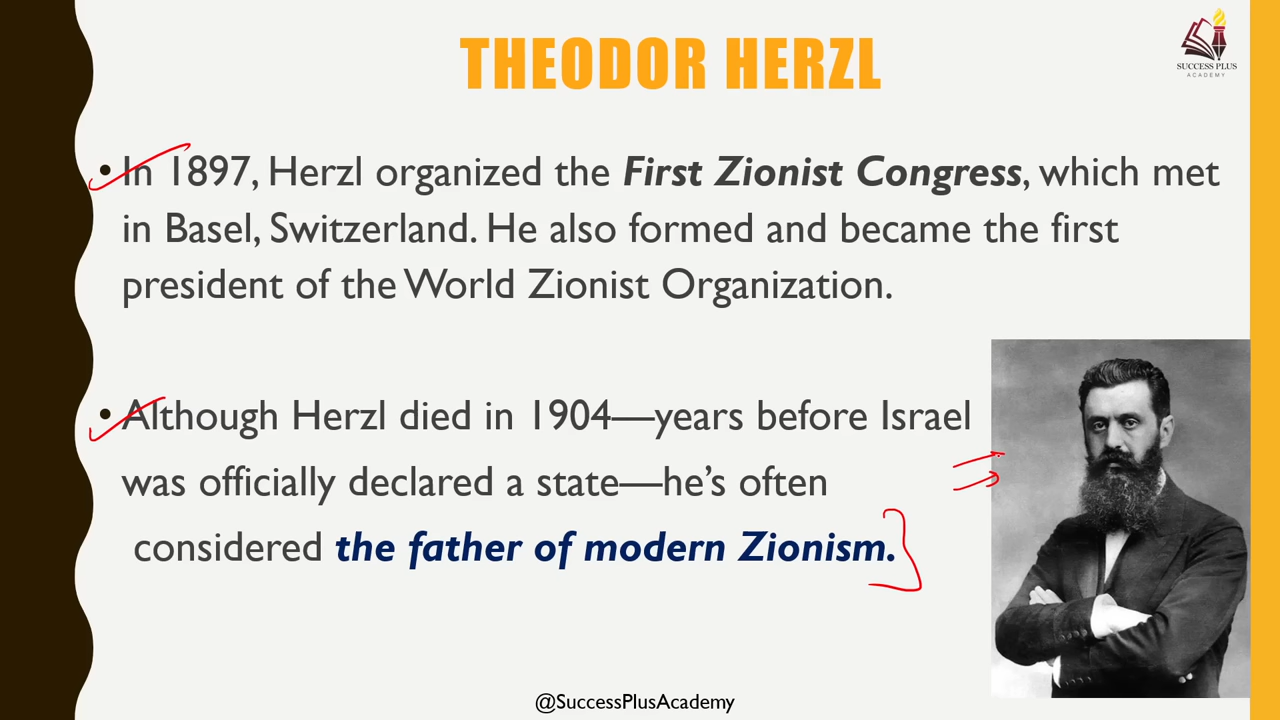 THEODOR HERZL
SUCCESS PLUS
ACADEMY
• In 1897, Herzl organized the First Zionist Congress, which met
in Basel, Switzerland. He also formed and became the first
president of the World Zionist Organization.
• Although Herzl died in 1904—years before Israel
was officially declared a state—he’s often
considered the father of modern Zionism.
@SuccessPlusAcademy